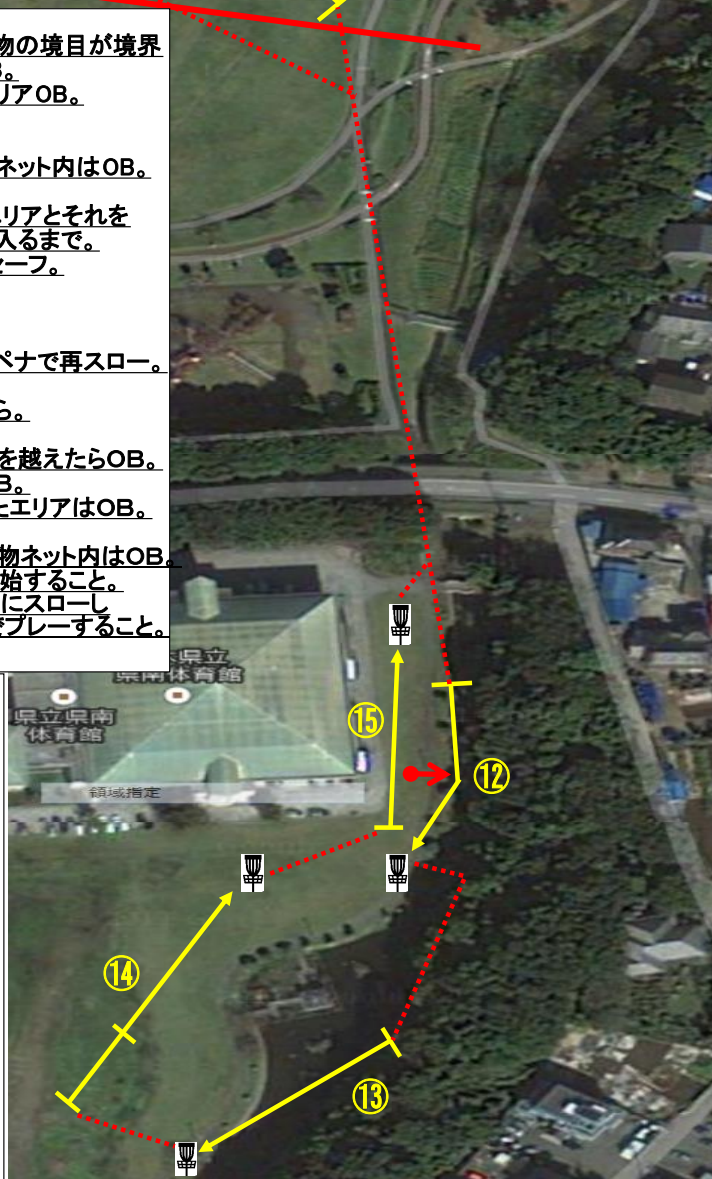 物の境目が境界
B。
リアOB。
ネット内はOB。
エリアとそれを
入るまで。
セーフ。
ペナで再スロー。
ら。
を越えたらOB。
B。
とエリアはOB。
物ネット内はOB。
始すること。
にスローし
でプレーすること。
県立
県南体育館
県立県南
体育館
領域指定
⑮
⑫
⑭
⑬